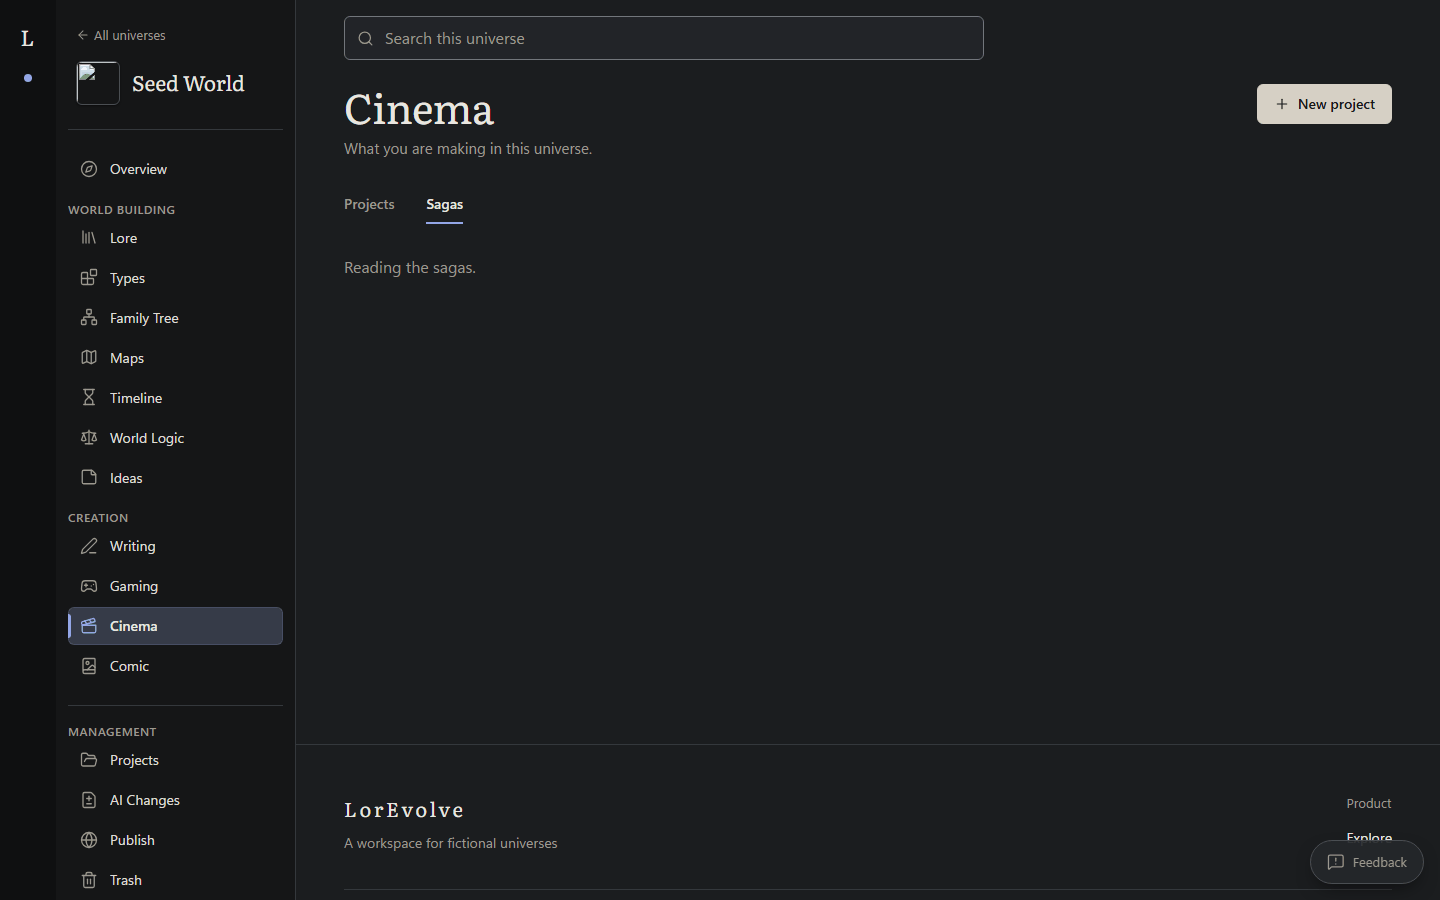 L
All universes
Seed World
Overview
WORLD BUILDING
Lore
Types
Family Tree
Maps
Timeline
World Logic
Ideas
CREATION
Writing
Gaming
Cinema
Comic
MANAGEMENT
Projects
AI Changes
Publish
Trash
Search this universe
Cinema
New project
What you are making in this universe.
Projects
Sagas
Reading the sagas.
LorEvolve
A workspace for fictional universes
Product
Explore
Feedback